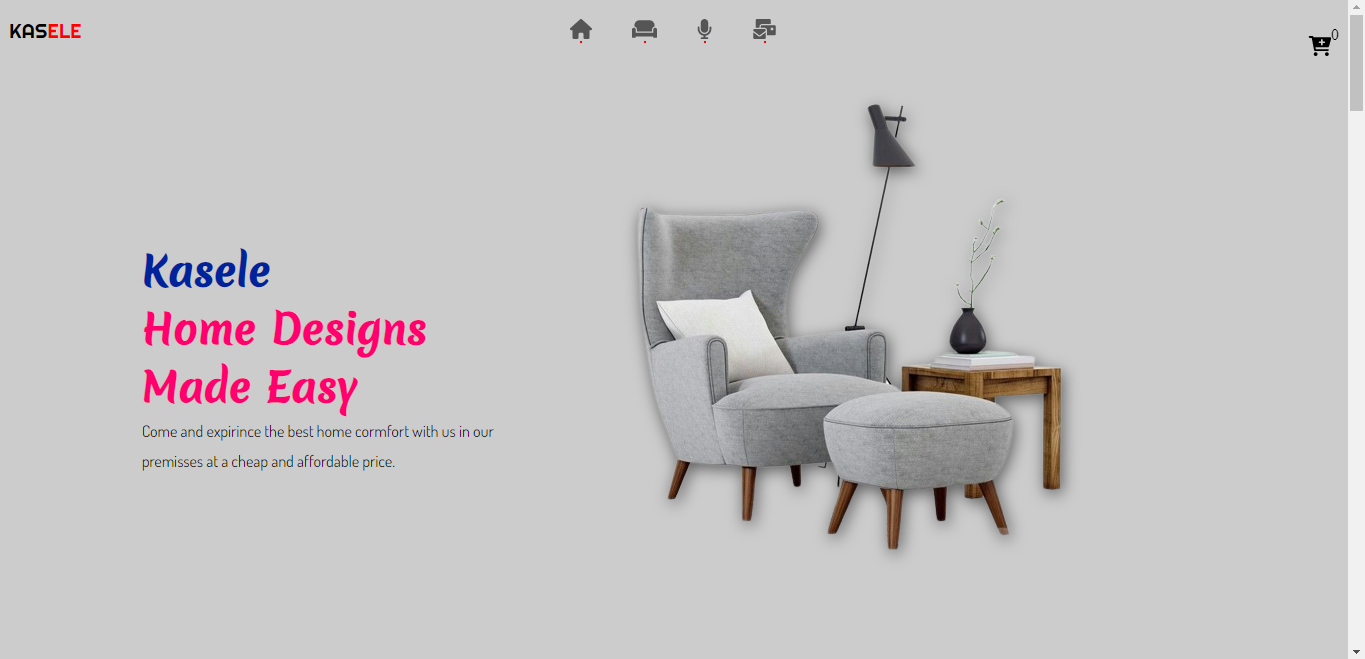 KASELE
0
Kasele
Home Designs
Made Easy
Come and expirince the best home cormfort with us in our
premisses at a cheap and affordable price.